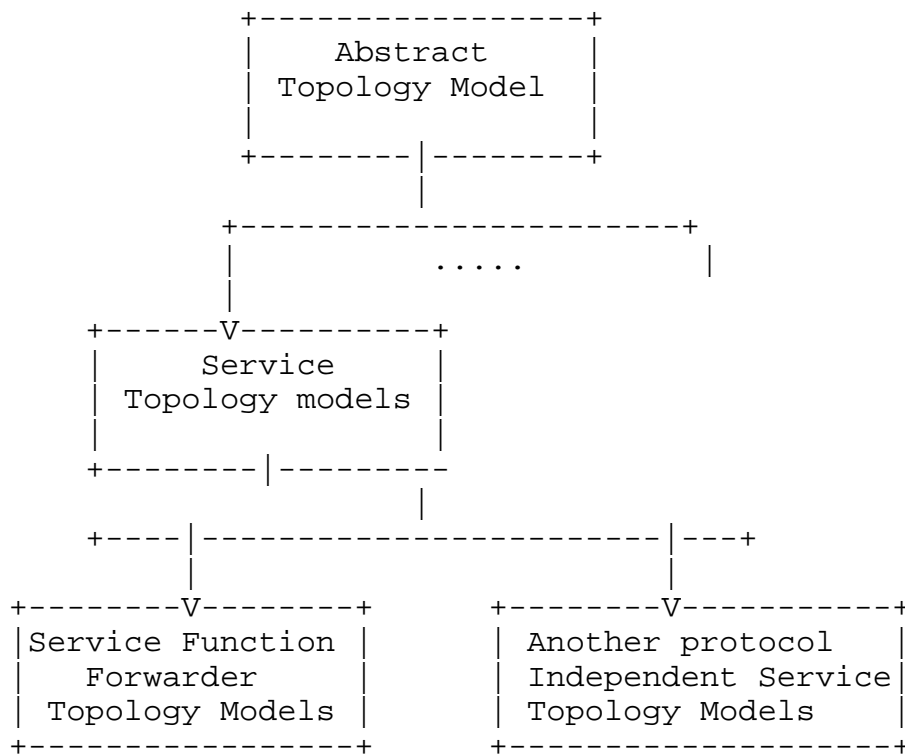 Abstract
Topology Model
.....
V
Service
Topology models
V V
Service Function
Forwarder
Topology Models
Another protocol
Independent Service
Topology Models